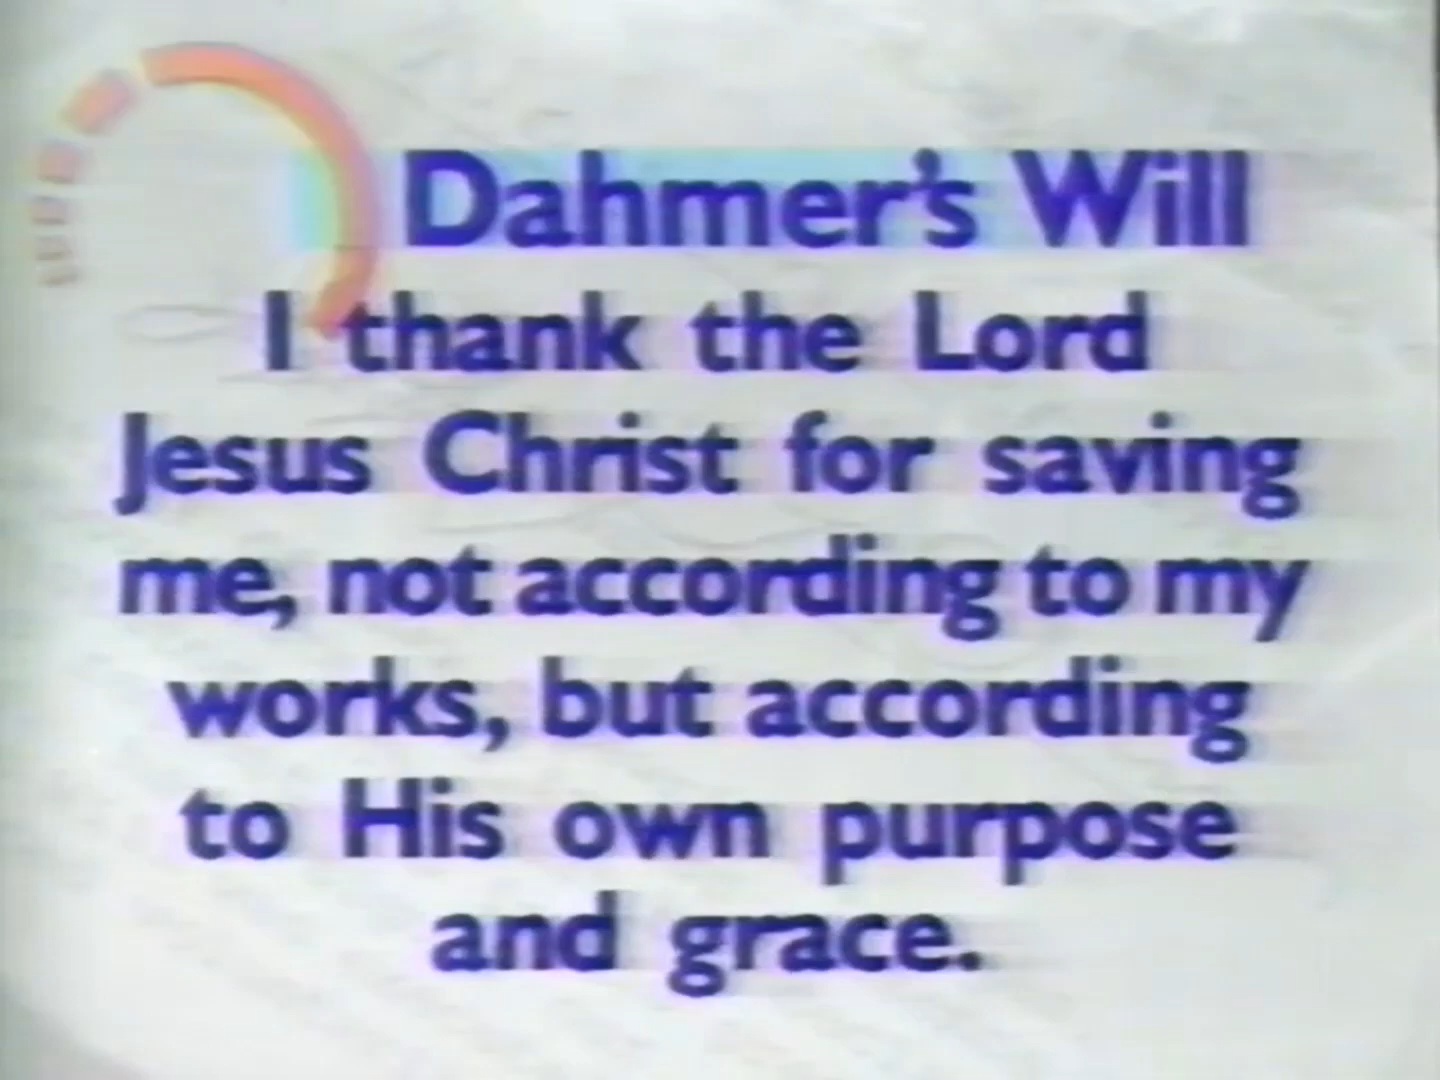 Dahmer's Will
I thank the Lord
Jesus Christ for saving
me, not according to my
works, but according
to His own purpose
and grace.